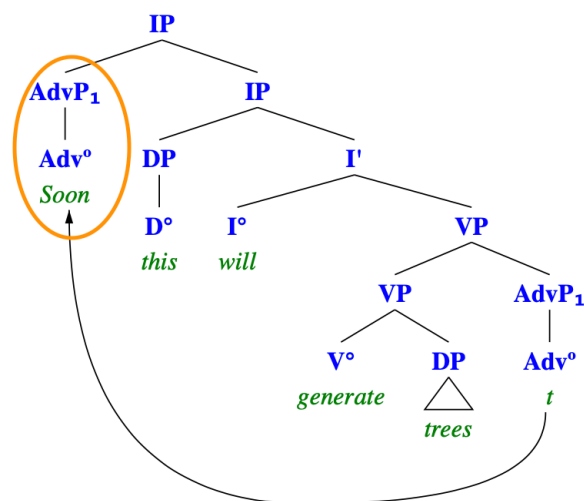 IP
AdvP₁ IP
Advº DP I'
Soon
D° I° VP
this will
VP AdvP₁
V° DP Advº
generate t
trees